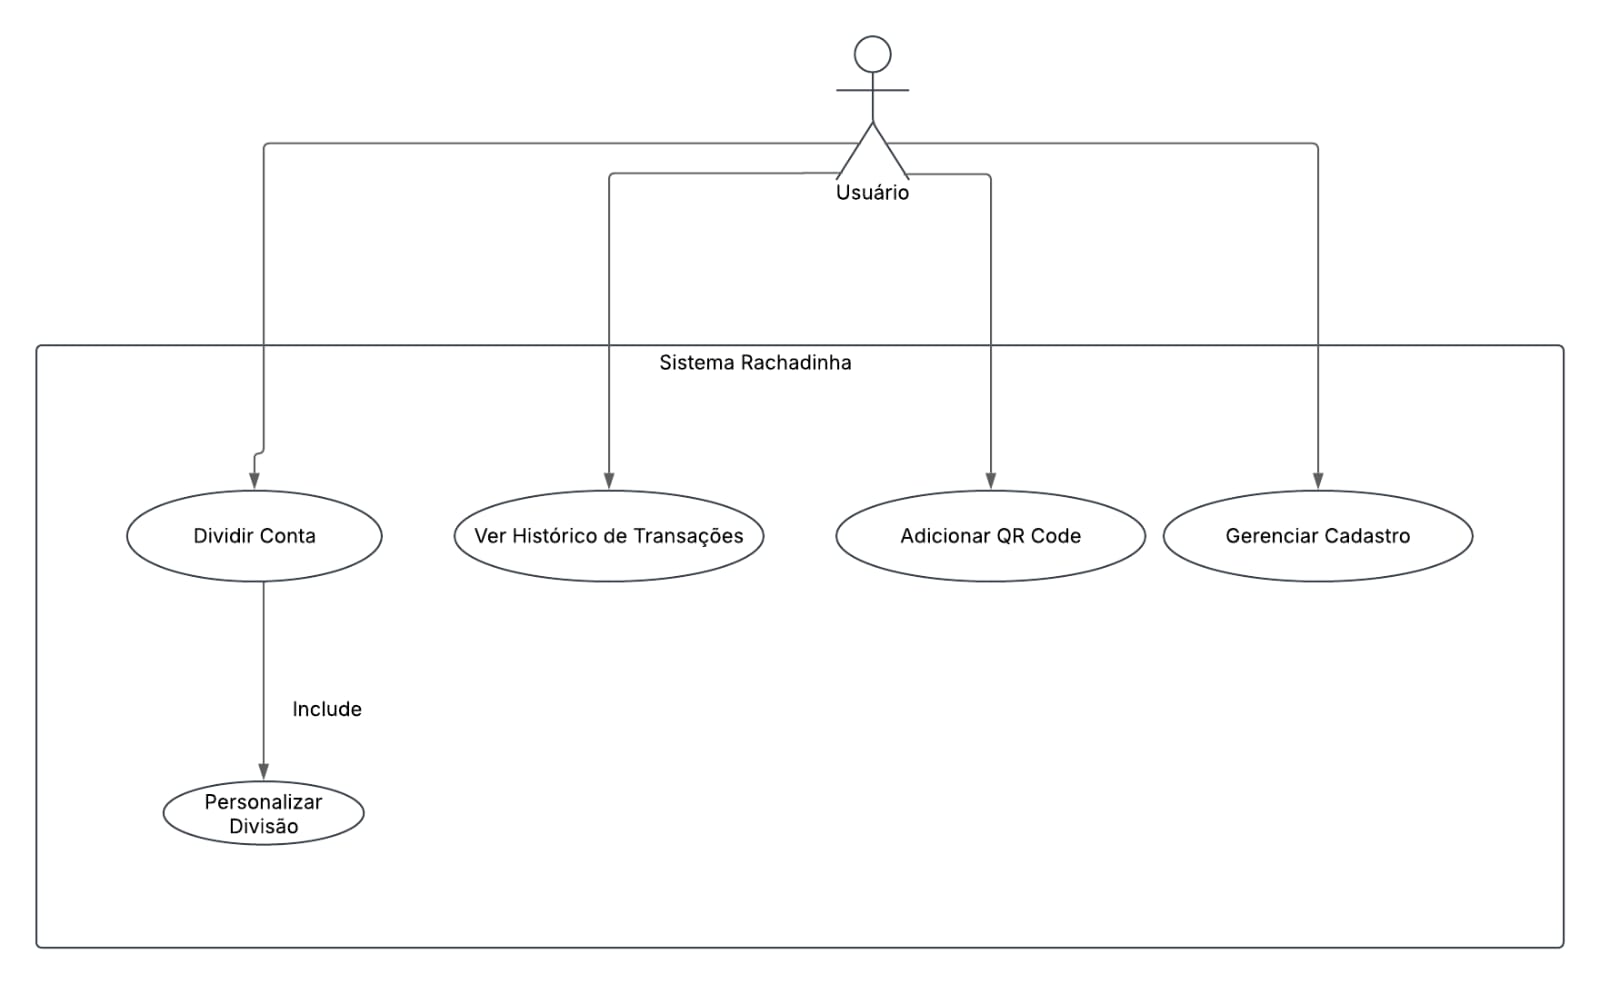 Usuário
Sistema Rachadinha
Dividir Conta
Ver Histórico de Transações
Adicionar QR Code
Gerenciar Cadastro
Include
Personalizar
Divisão